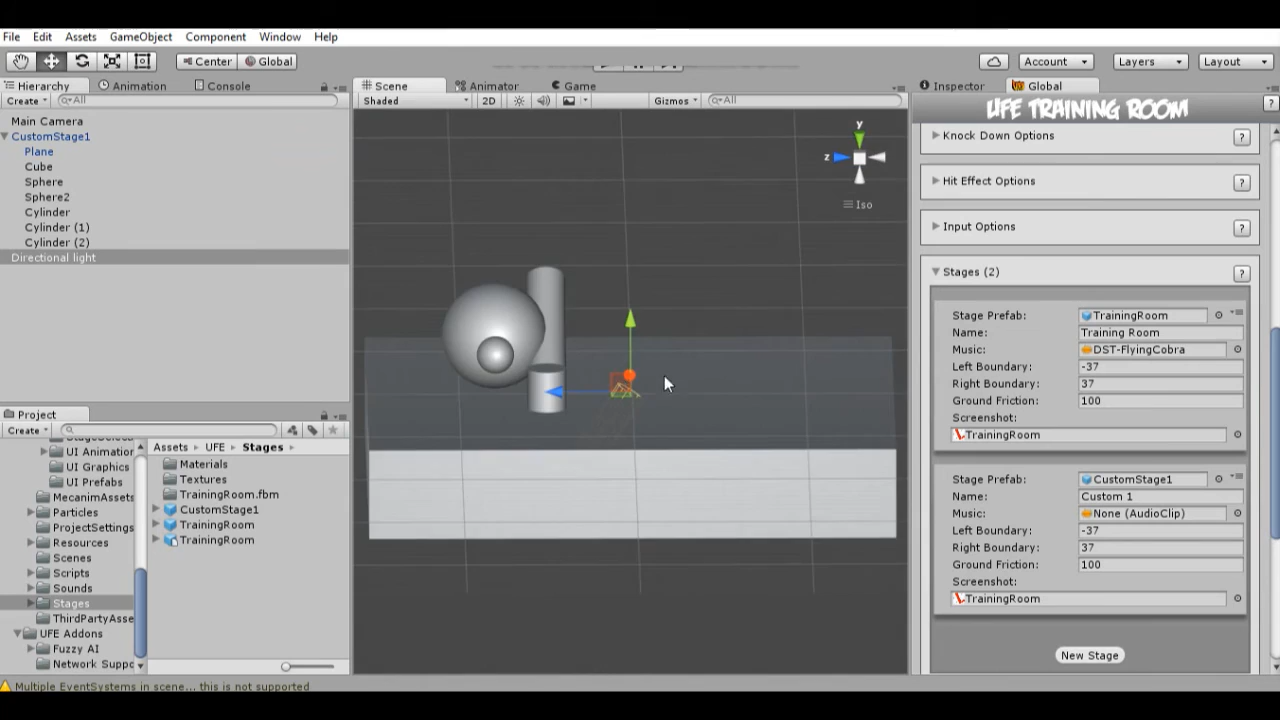 File Edit Assets GameObject Component Window Help
Center Global Account Layers Layout
Hierarchy Animation Console
Create All
Main Camera
CustomStage1
Plane
Cube
Sphere
Sphere2
Cylinder
Cylinder (1)
Cylinder (2)
Directional light
Project
Create
UI Animation
UI Graphics
UI Prefabs
MecanimAssets
Particles
ProjectSettings
Resources
Scenes
Scripts
Sounds
Stages
ThirdPartyAsse
UFE Addons
Fuzzy AI
Network Suppo
Assets UFE Stages
Materials
Textures
TrainingRoom.fbm
CustomStage1
TrainingRoom
TrainingRoom
Scene Animator Game
Shaded 2D Gizmos All
y
z
Iso
Inspector Global
UFE TRAINING ROOM ?
Knock Down Options ?
Hit Effect Options ?
Input Options ?
Stages (2) ?
Stage Prefab: TrainingRoom
Name: Training Room
Music: DST-FlyingCobra
Left Boundary: -37
Right Boundary: 37
Ground Friction: 100
Screenshot:
TrainingRoom
Stage Prefab: CustomStage1
Name: Custom 1
Music: None (AudioClip)
Left Boundary: -37
Right Boundary: 37
Ground Friction: 100
Screenshot:
TrainingRoom
New Stage
Multiple EventSystems in scene... this is not supported